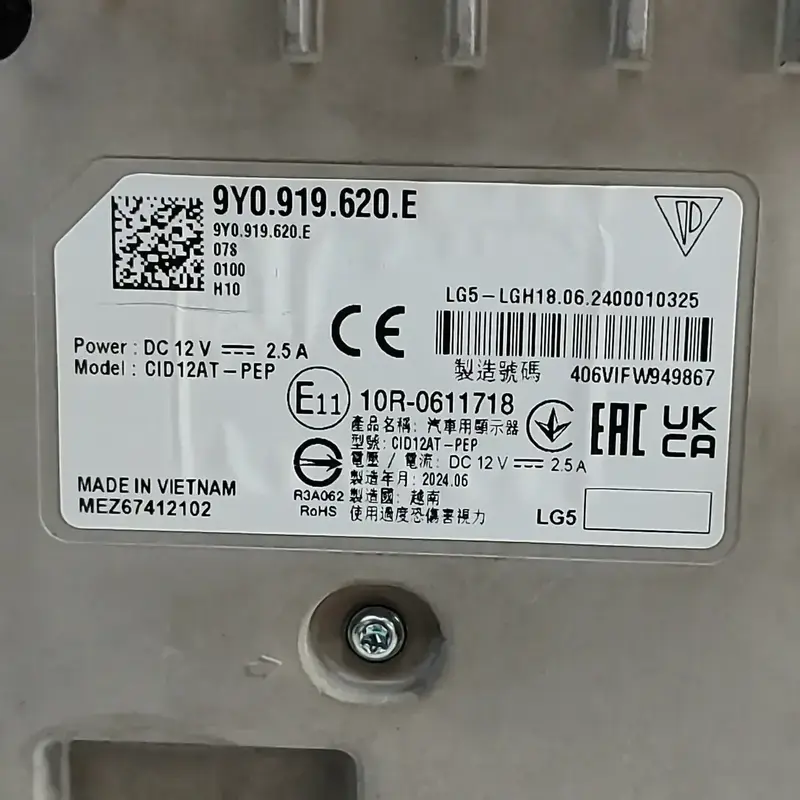 9Y0.919.620.E
9Y0.919.620.E
078
0100
H10
LG5-LGH18.06.2400010325
製造號碼 406VIFW949867
Power : DC 12 V ⎓ 2.5 A
Model : CID12AT-PEP
CE
E11 10R-0611718
產品名稱: 汽車用顯示器
型號: CID12AT-PEP
電壓 / 電流: DC 12 V ⎓ 2.5 A
製造年月: 2024.06
製造國: 越南
使用過度恐傷害視力
R3A062
RoHS
EAC
UK
CA
MADE IN VIETNAM
MEZ67412102
LG5